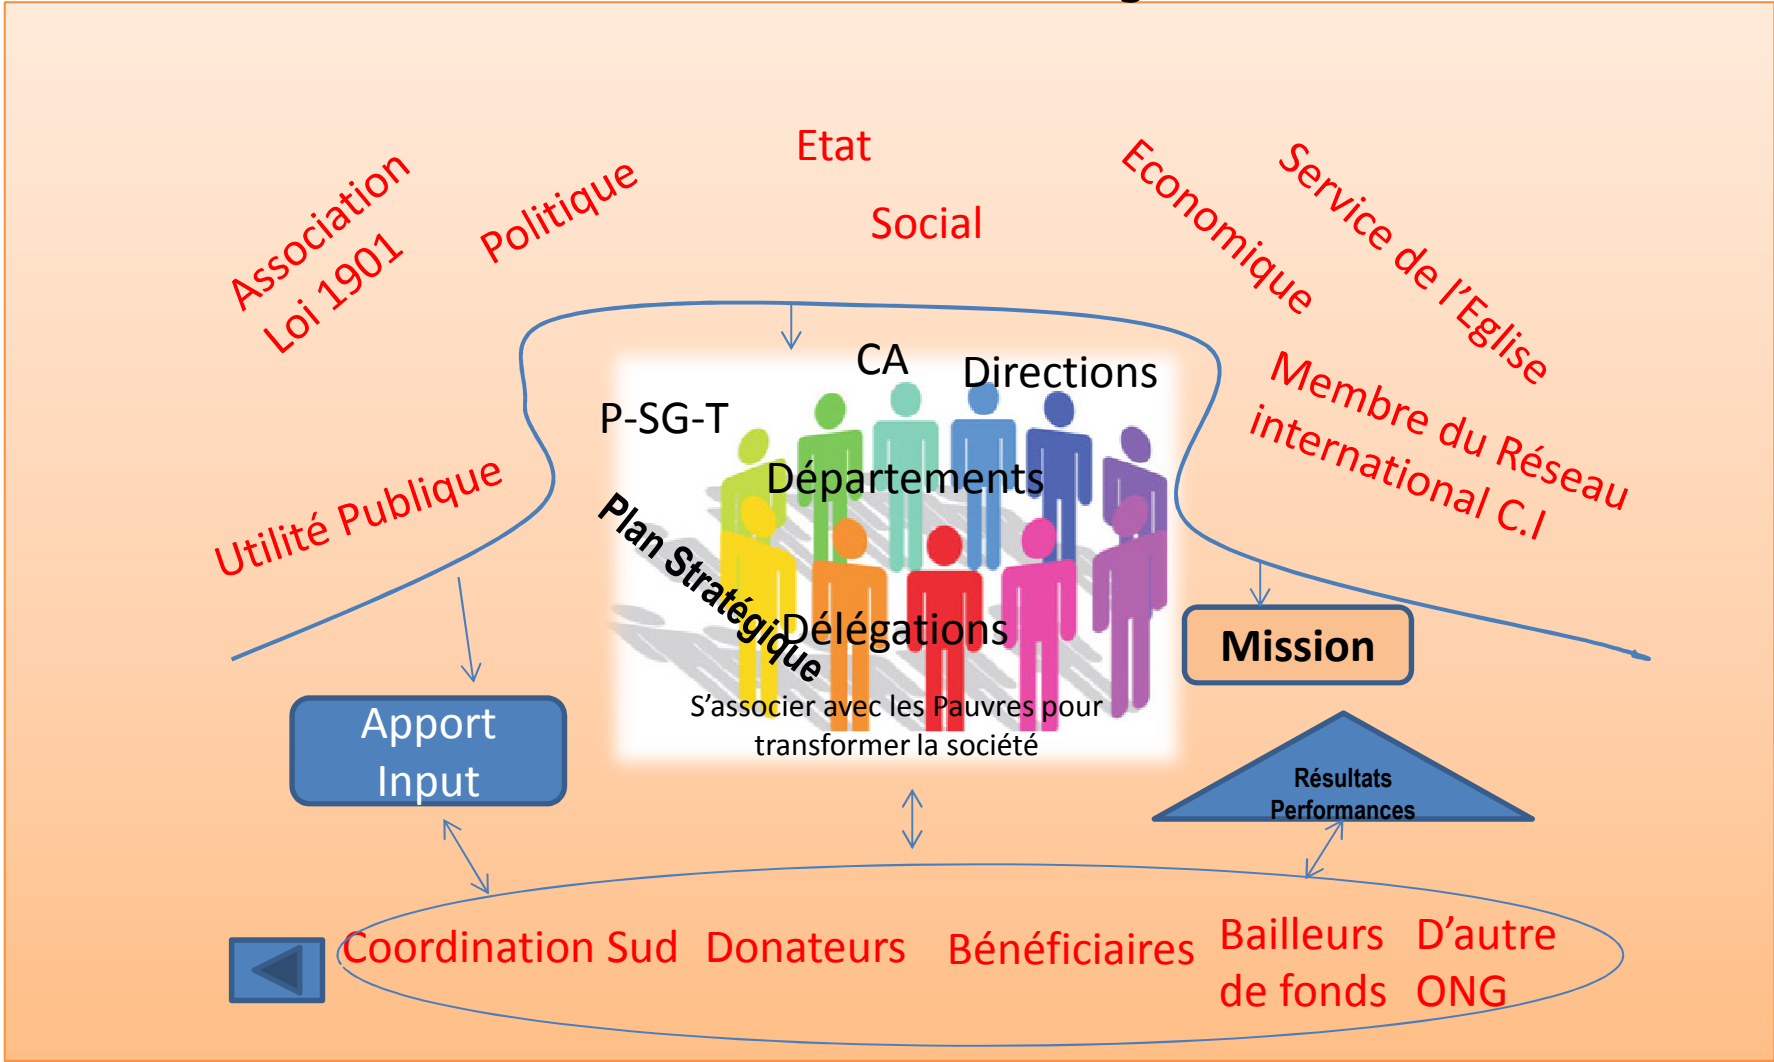 Etat
Association
Loi 1901
Politique
Social
Economique
Service de l’Eglise
Membre du Réseau
international C.I
Utilité Publique
CA
Directions
P-SG-T
Départements
Plan Stratégique
Délégations
S’associer avec les Pauvres pour
transformer la société
Mission
Apport
Input
Résultats
Performances
Coordination Sud
Donateurs
Bénéficiaires
Bailleurs
de fonds
D’autre
ONG